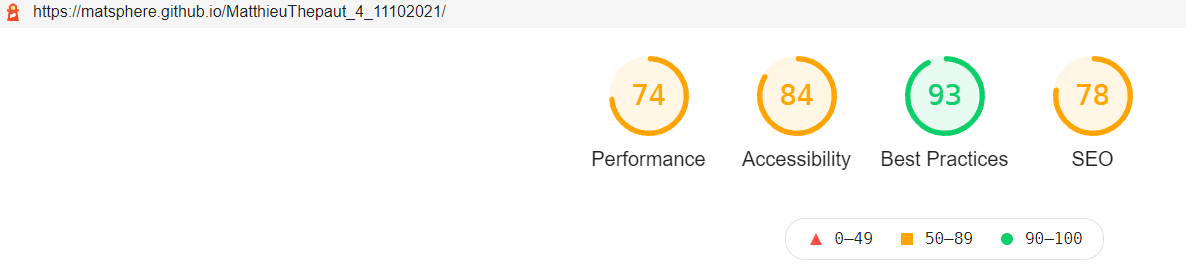 https://matsphere.github.io/MatthieuThepaut_4_11102021/
74 84 93 78
Performance Accessibility Best Practices SEO
0–49 50–89 90–100